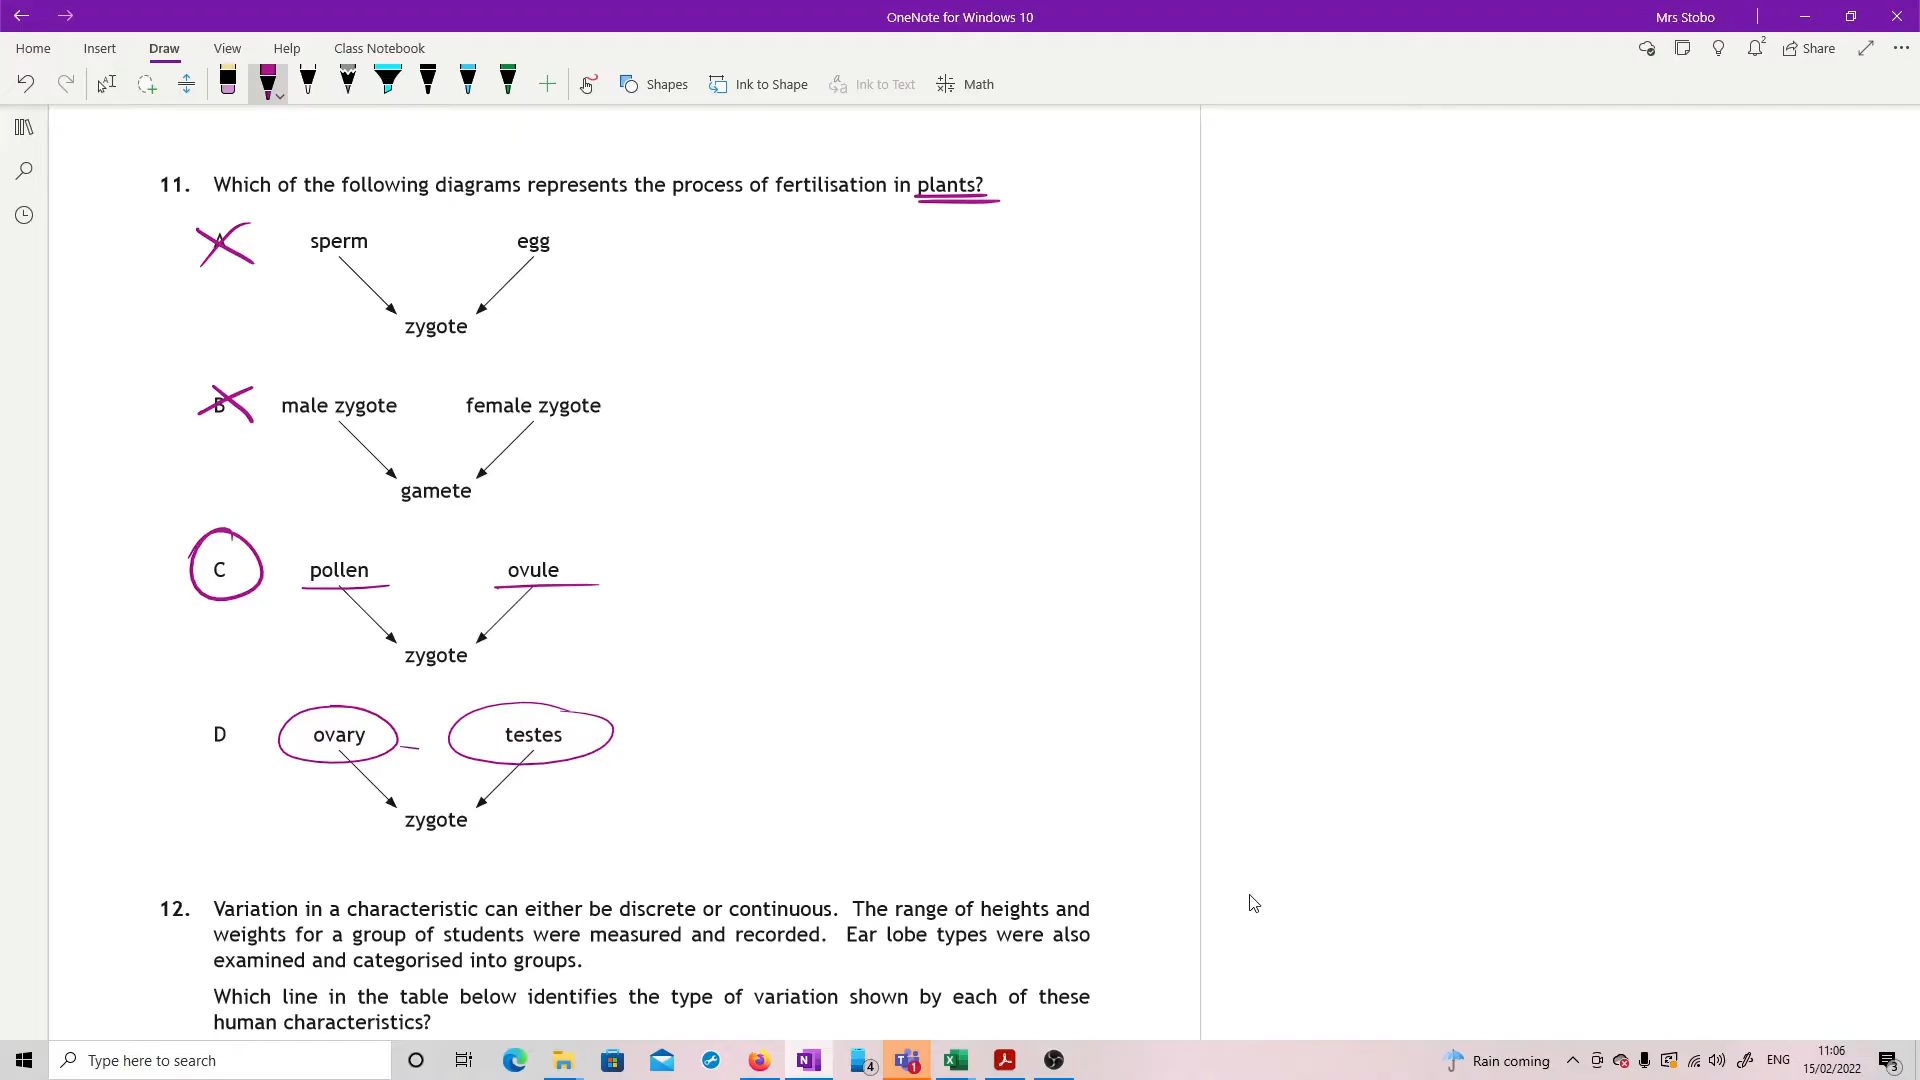 OneNote for Windows 10
Mrs Stobo
Home Insert Draw View Help Class Notebook
2
Share
Shapes
Ink to Shape
Ink to Text
Math
11. Which of the following diagrams represents the process of fertilisation in plants?
A sperm egg
zygote
B male zygote female zygote
gamete
C pollen ovule
zygote
D ovary testes
zygote
12. Variation in a characteristic can either be discrete or continuous. The range of heights and
weights for a group of students were measured and recorded. Ear lobe types were also
examined and categorised into groups.
Which line in the table below identifies the type of variation shown by each of these
human characteristics?
Type here to search
4
1
Rain coming
ENG
11:06
15/02/2022
3